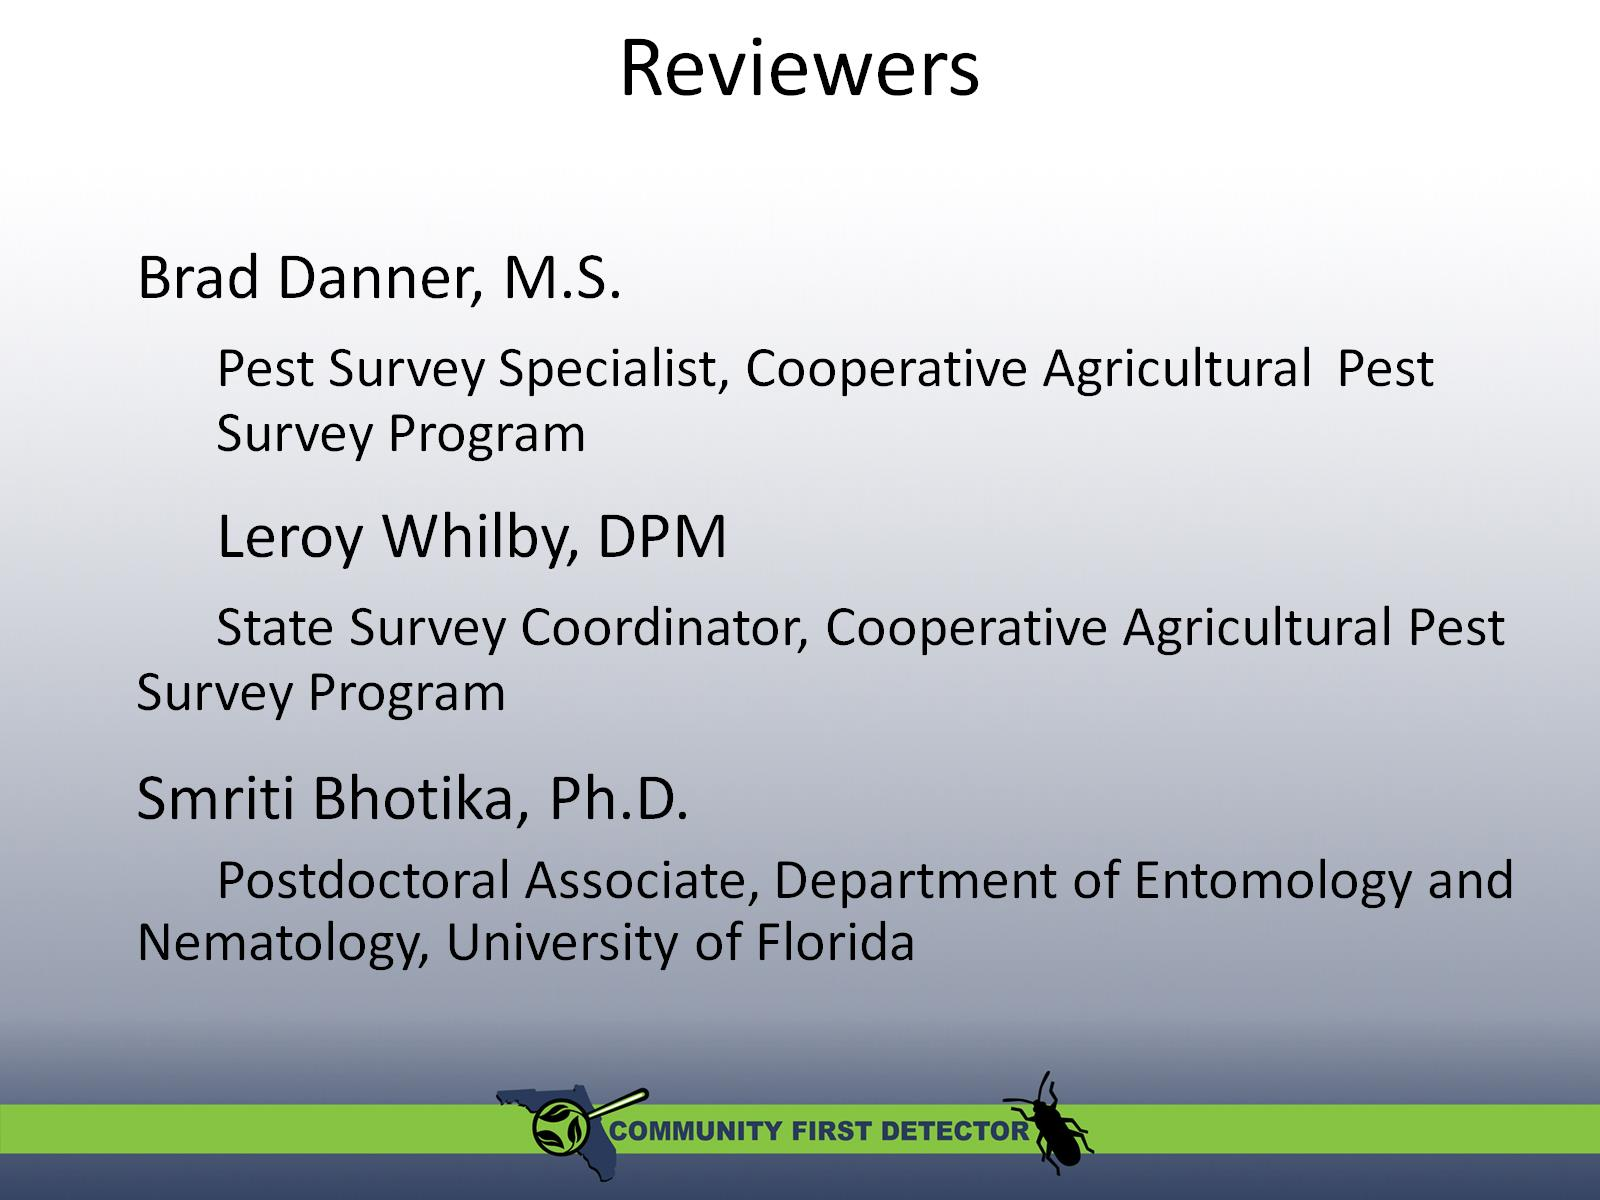 Reviewers
Brad Danner, M.S.
Pest Survey Specialist, Cooperative Agricultural Pest
Survey Program
Leroy Whilby, DPM
State Survey Coordinator, Cooperative Agricultural Pest
Survey Program
Smriti Bhotika, Ph.D.
Postdoctoral Associate, Department of Entomology and
Nematology, University of Florida
COMMUNITY FIRST DETECTOR